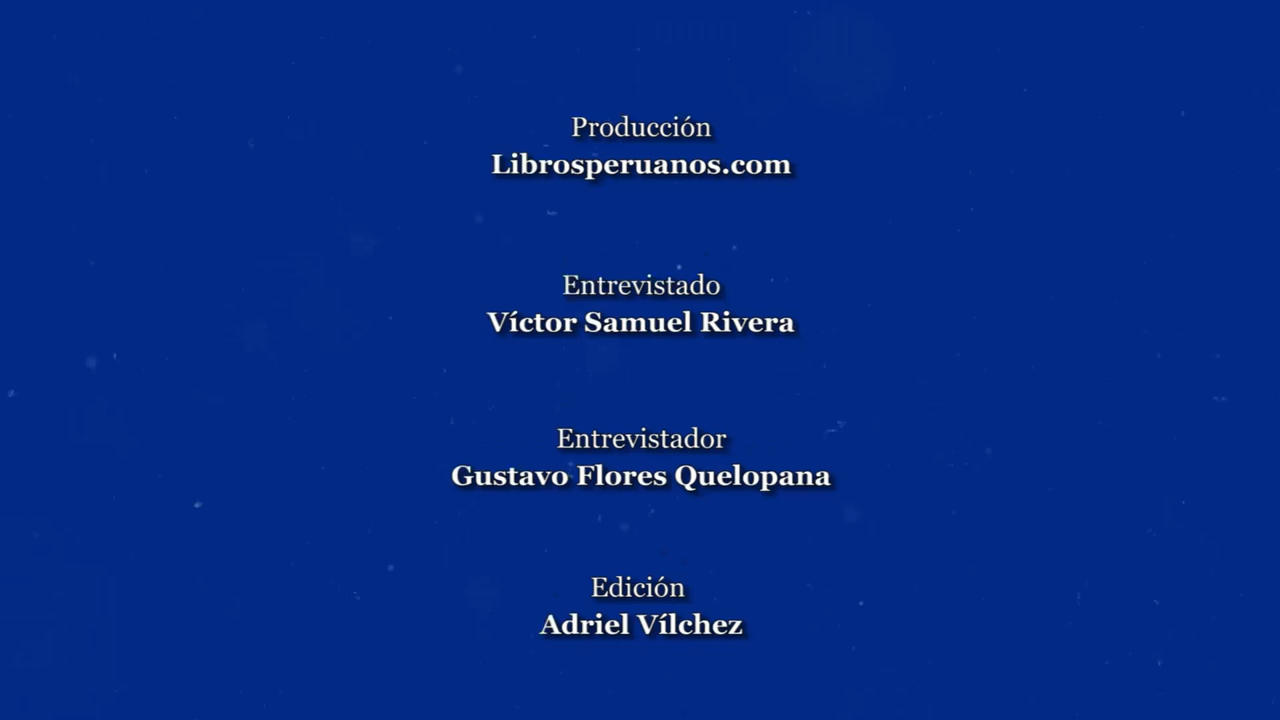 Producción
Librosperuanos.com
Entrevistado
Víctor Samuel Rivera
Entrevistador
Gustavo Flores Quelopana
Edición
Adriel Vílchez